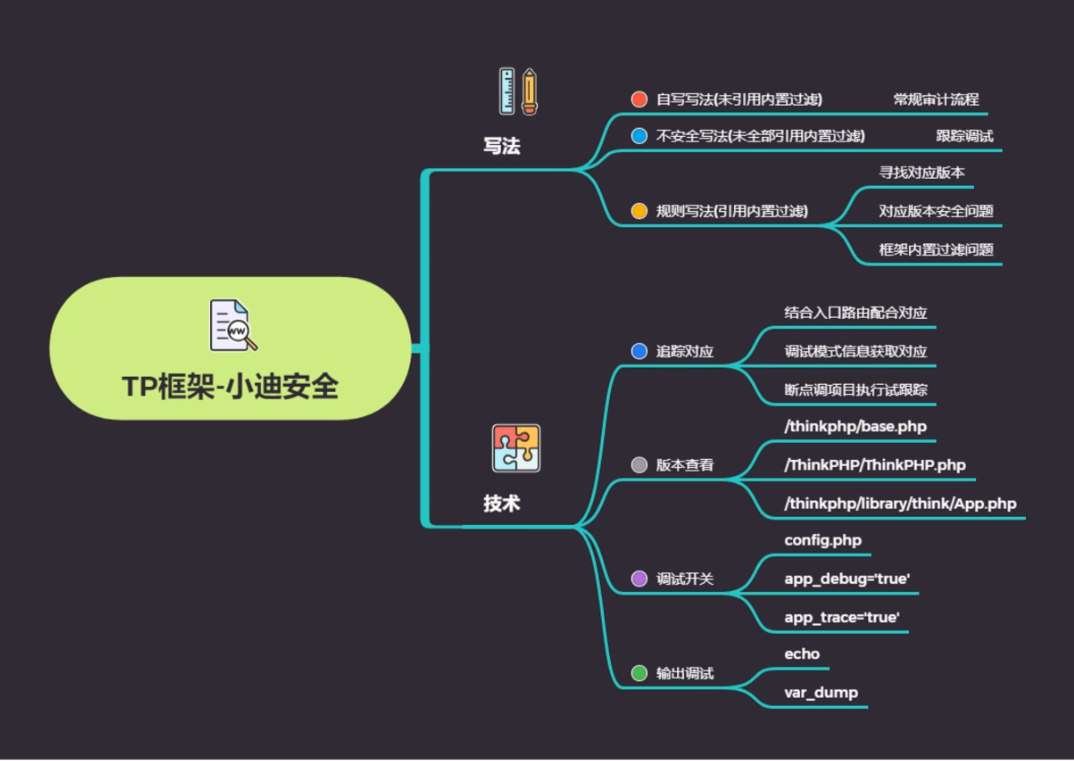 TP框架-小迪安全
写法
自写写法(未引用内置过滤) 常规审计流程
不安全写法(未全部引用内置过滤) 跟踪调试
规则写法(引用内置过滤)
寻找对应版本
对应版本安全问题
框架内置过滤问题
技术
追踪对应
结合入口路由配合对应
调试模式信息获取对应
断点调项目执行试跟踪
版本查看
/thinkphp/base.php
/ThinkPHP/ThinkPHP.php
/thinkphp/library/think/App.php
调试开关
config.php
app_debug='true'
app_trace='true'
输出调试
echo
var_dump
WW